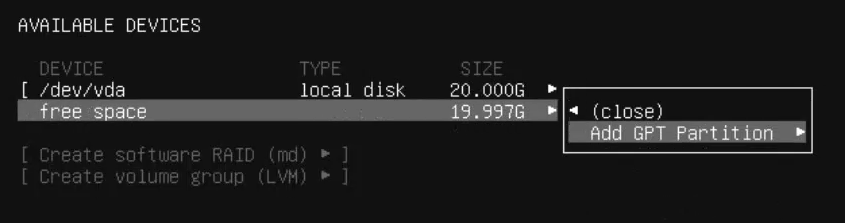 AVAILABLE DEVICES
DEVICE TYPE SIZE
[ /dev/vda local disk 20.000G ▸
free space 19.997G ▸
◂ (close)
Add GPT Partition ▸
[ Create software RAID (md) ▸ ]
[ Create volume group (LVM) ▸ ]